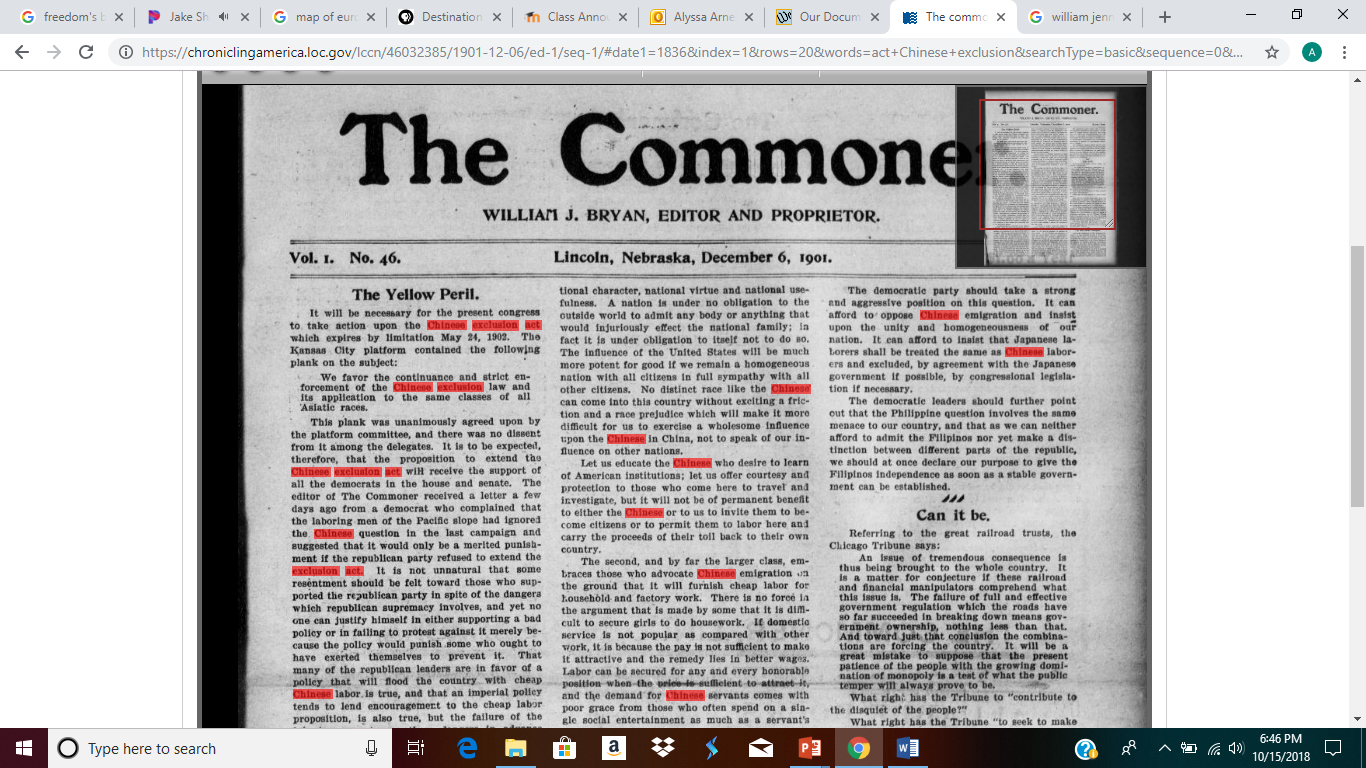 freedom's b
Jake Sh
map of eur
Destination
Class Annou
Alyssa Arne
Our Docum
The commo
william jenn
https://chroniclingamerica.loc.gov/lccn/46032385/1901-12-06/ed-1/seq-1/#date1=1836&index=1&rows=20&words=act+Chinese+exclusion&searchType=basic&sequence=0&...
A
The Commoner
The Commoner.
WILLIAM J. BRYAN, EDITOR AND PROPRIETOR.
Vol. 1. No. 46.
Lincoln, Nebraska, December 6, 1901.
The Yellow Peril.
It will be necessary for the present congress
to take action upon the Chinese exclusion act
which expires by limitation May 24, 1902. The
Kansas City platform contained the following
plank on the subject:
We favor the continuance and strict en-
forcement of the Chinese exclusion law and
its application to the same classes of all
Asiatic races.
This plank was unanimously agreed upon by
the platform committee, and there was no dissent
from it among the delegates. It is to be expected,
therefore, that the proposition to extend the
Chinese exclusion act will receive the support of
all the democrats in the house and senate. The
editor of The Commoner received a letter a few
days ago from a democrat who complained that
the laboring men of the Pacific slope had ignored
the Chinese question in the last campaign and
suggested that it would only be a merited punish-
ment if the republican party refused to extend the
exclusion act. It is not unnatural that some
resentment should be felt toward those who sup-
ported the republican party in spite of the dangers
which republican supremacy involves, and yet no
one can justify himself in either supporting a bad
policy or in failing to protest against it merely be-
cause the policy would punish some who ought to
have exerted themselves to prevent it. That
many of the republican leaders are in favor of a
policy that will flood the country with cheap
Chinese labor is true, and that an imperial policy
tends to lend encouragement to the cheap labor
proposition, is also true, but the failure of the
tional character, national virtue and national use-
fulness. A nation is under no obligation to the
outside world to admit any body or anything that
would injuriously effect the national family; in
fact it is under obligation to itself not to do so.
The influence of the United States will be much
more potent for good if we remain a homogeneous
nation with all citizens in full sympathy with all
other citizens. No distinct race like the Chinese
can come into this country without exciting a fric-
tion and a race prejudice which will make it more
difficult for us to exercise a wholesome influence
upon the Chinese in China, not to speak of our in-
fluence on other nations.
Let us educate the Chinese who desire to learn
of American institutions; let us offer courtesy and
protection to those who come here to travel and
investigate, but it will not be of permanent benefit
to either the Chinese or to us to invite them to be-
come citizens or to permit them to labor here and
carry the proceeds of their toil back to their own
country.
The second, and by far the larger class, em-
braces those who advocate Chinese emigration on
the ground that it will furnish cheap labor for
household and factory work. There is no force in
the argument that is made by some that it is diffi-
cult to secure girls to do housework. If domestic
service is not popular as compared with other
work, it is because the pay is not sufficient to make
it attractive and the remedy lies in better wages.
Labor can be secured for any and every honorable
position when the price is sufficient to attract it,
and the demand for Chinese servants comes with
poor grace from those who often spend on a sin-
gle social entertainment as much as a servant's
The democratic party should take a strong
and aggressive position on this question. It can
afford to oppose Chinese emigration and insist
upon the unity and homogeneousness of our
nation. It can afford to insist that Japanese la-
borers shall be treated the same as Chinese labor-
ers and excluded, by agreement with the Japanese
government if possible, by congressional legisla-
tion if necessary.
The democratic leaders should further point
out that the Philippine question involves the same
menace to our country, and that as we can neither
afford to admit the Filipinos nor yet make a dis-
tinction between different parts of the republic,
we should at once declare our purpose to give the
Filipinos independence as soon as a stable govern-
ment can be established.
Can it be.
Referring to the great railroad trusts, the
Chicago Tribune says:
An issue of tremendous consequence is
thus being brought to the whole country. It
is a matter for conjecture if these railroad
and financial manipulators comprehend what
this issue is. The failure of full and effective
government regulation which the roads have
so far succeeded in breaking down means gov-
ernment ownership, nothing less than that.
And toward just that conclusion the combina-
tions are forcing the country. It will be a
great mistake to suppose that the present
patience of the people with the growing domi-
nation of monopoly is a test of what the public
temper will always prove to be.
What right has the Tribune to "contribute to
the disquiet of the people?"
What right has the Tribune "to seek to make
Type here to search
6:46 PM
10/15/2018